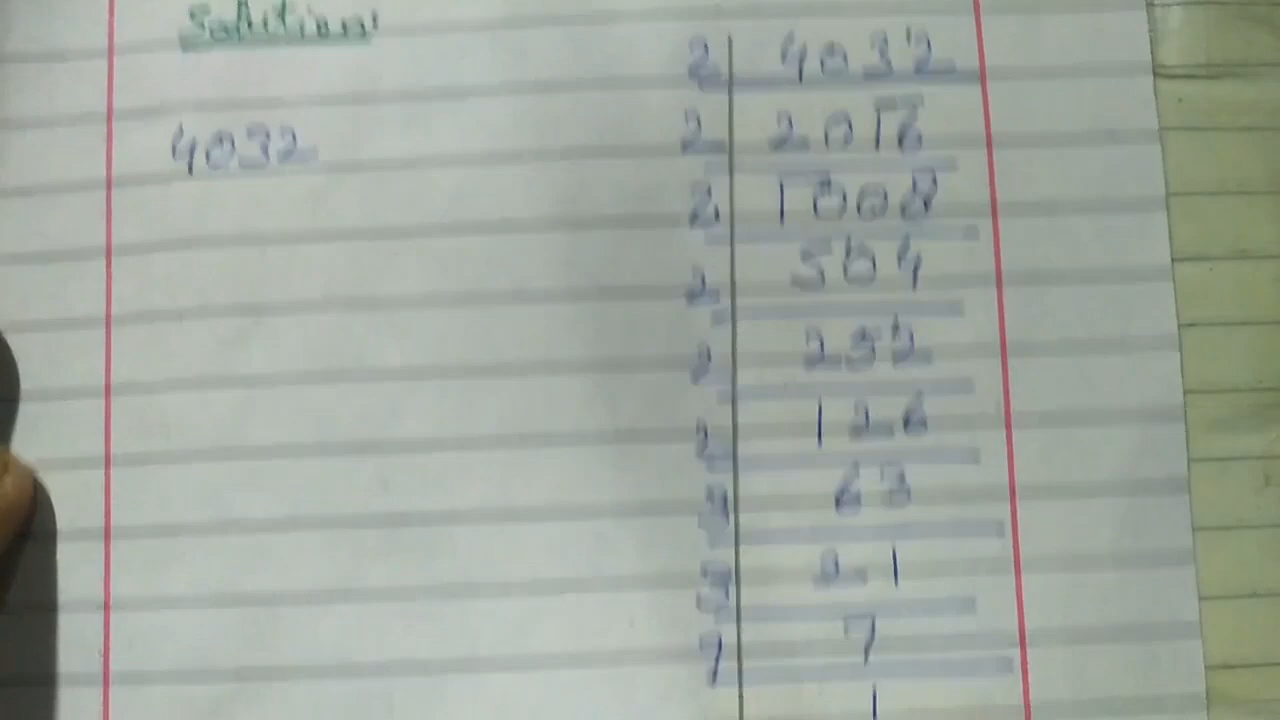 Solution:
4032
2 | 4032
2 | 2016
2 | 1008
2 | 504
2 | 252
2 | 126
3 | 63
3 | 21
7 | 7
| 1